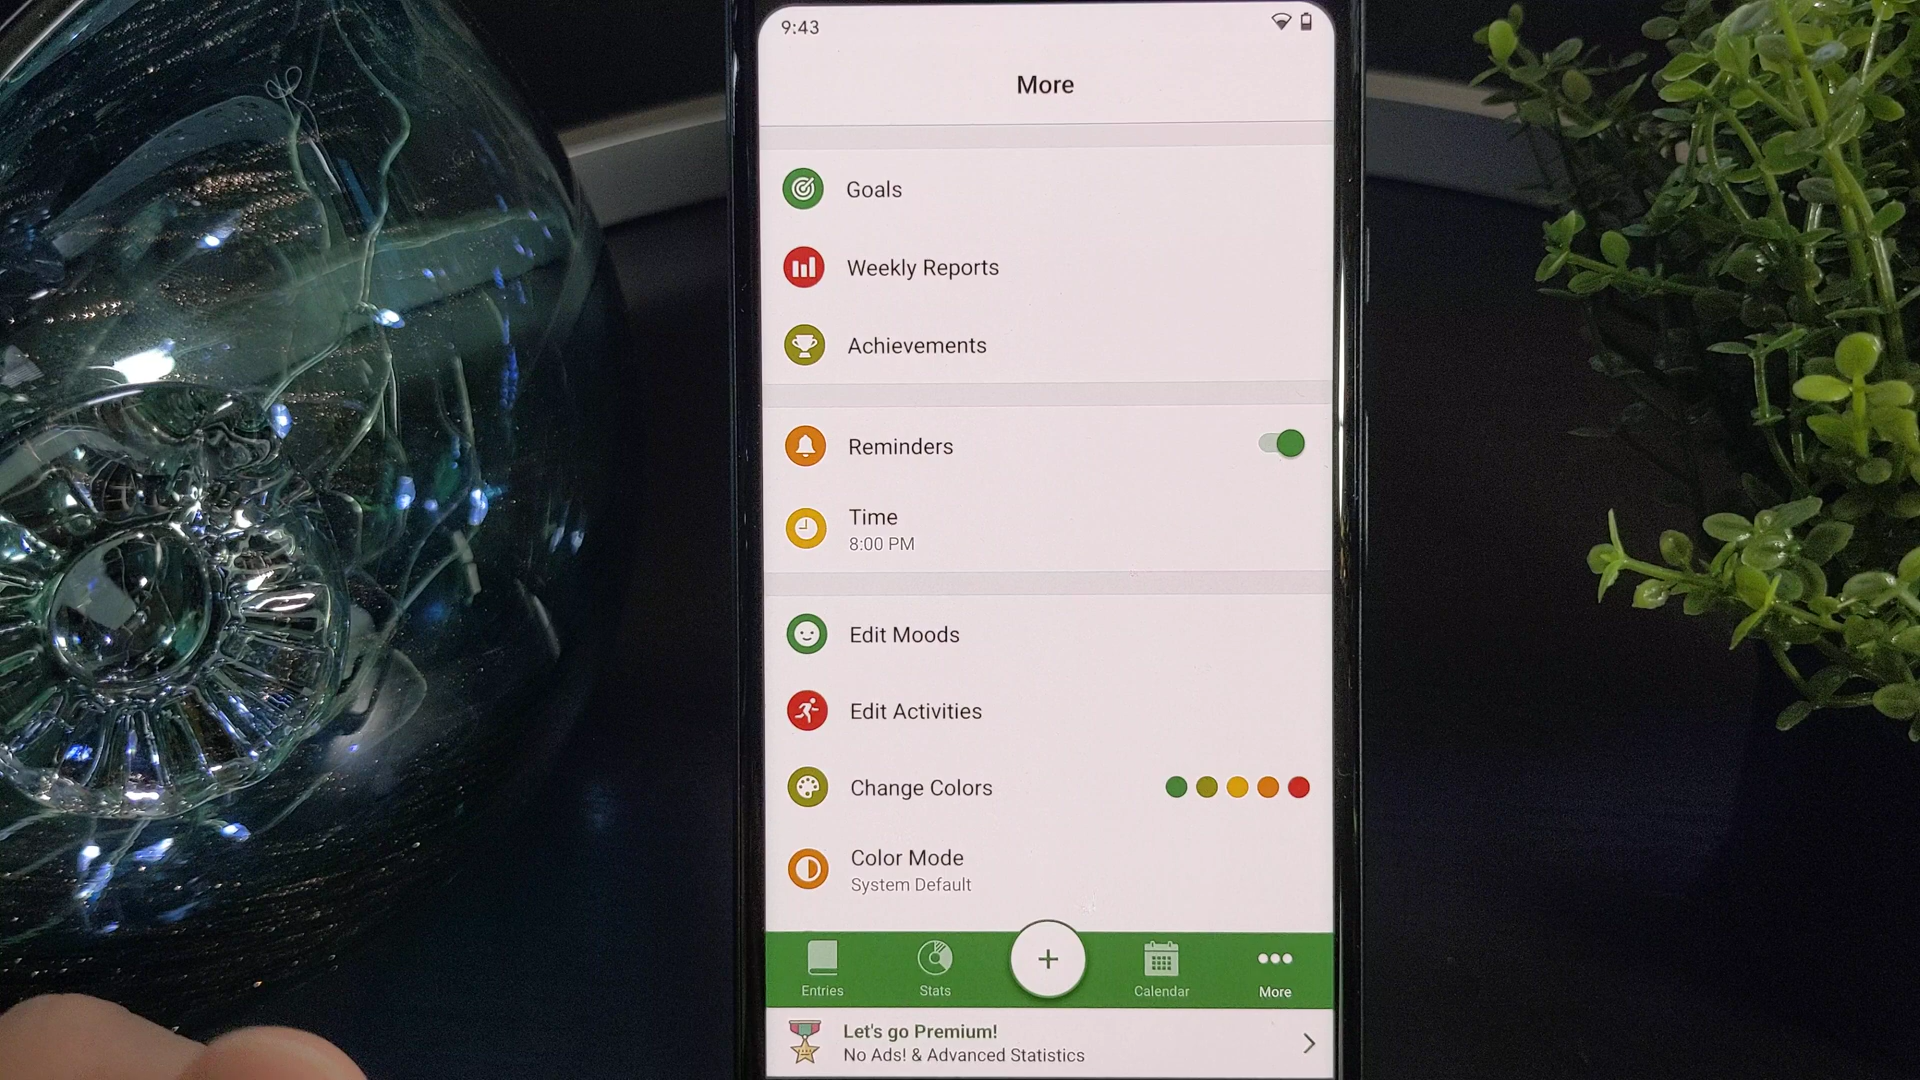 9:43
More
Goals
Weekly Reports
Achievements
Reminders
Time
8:00 PM
Edit Moods
Edit Activities
Change Colors
Color Mode
System Default
Entries
Stats
+
Calendar
More
Let's go Premium!
No Ads! & Advanced Statistics